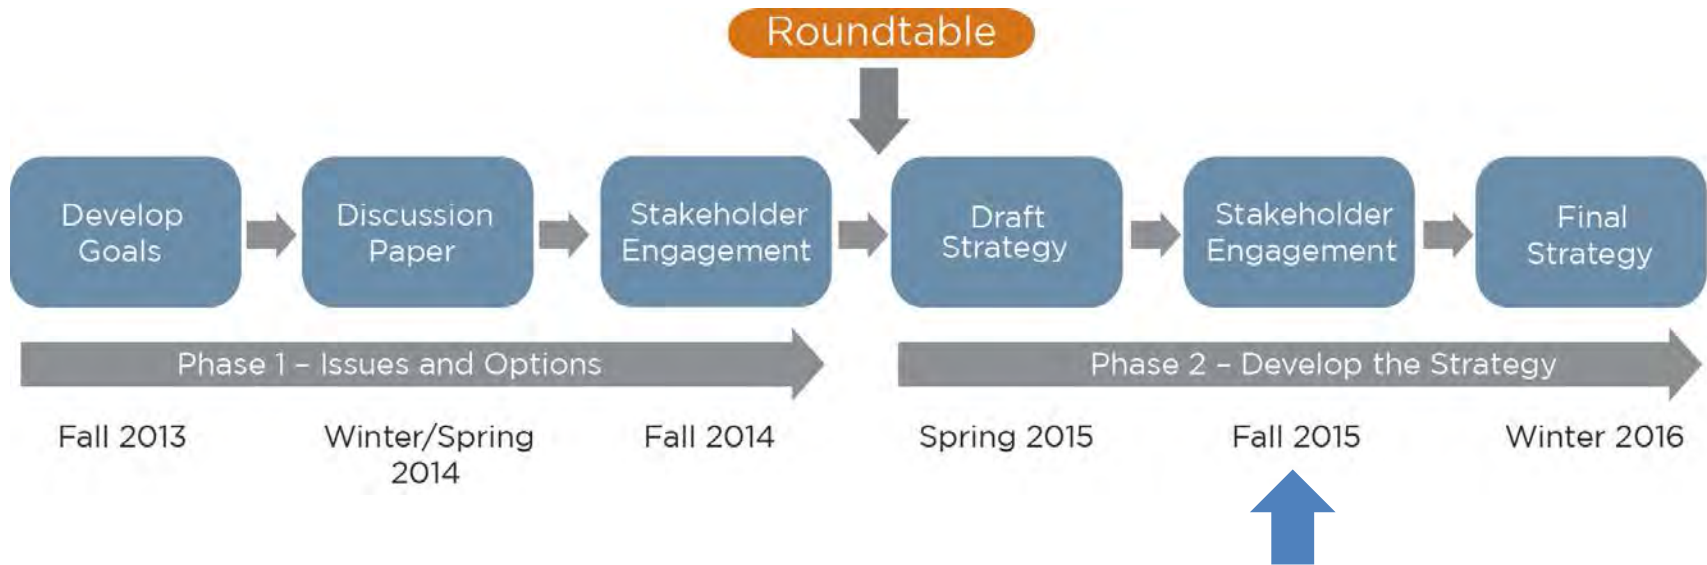 Roundtable
Develop
Goals
Discussion
Paper
Stakeholder
Engagement
Draft
Strategy
Stakeholder
Engagement
Final
Strategy
Phase 1 – Issues and Options
Phase 2 – Develop the Strategy
Fall 2013
Winter/Spring
2014
Fall 2014
Spring 2015
Fall 2015
Winter 2016